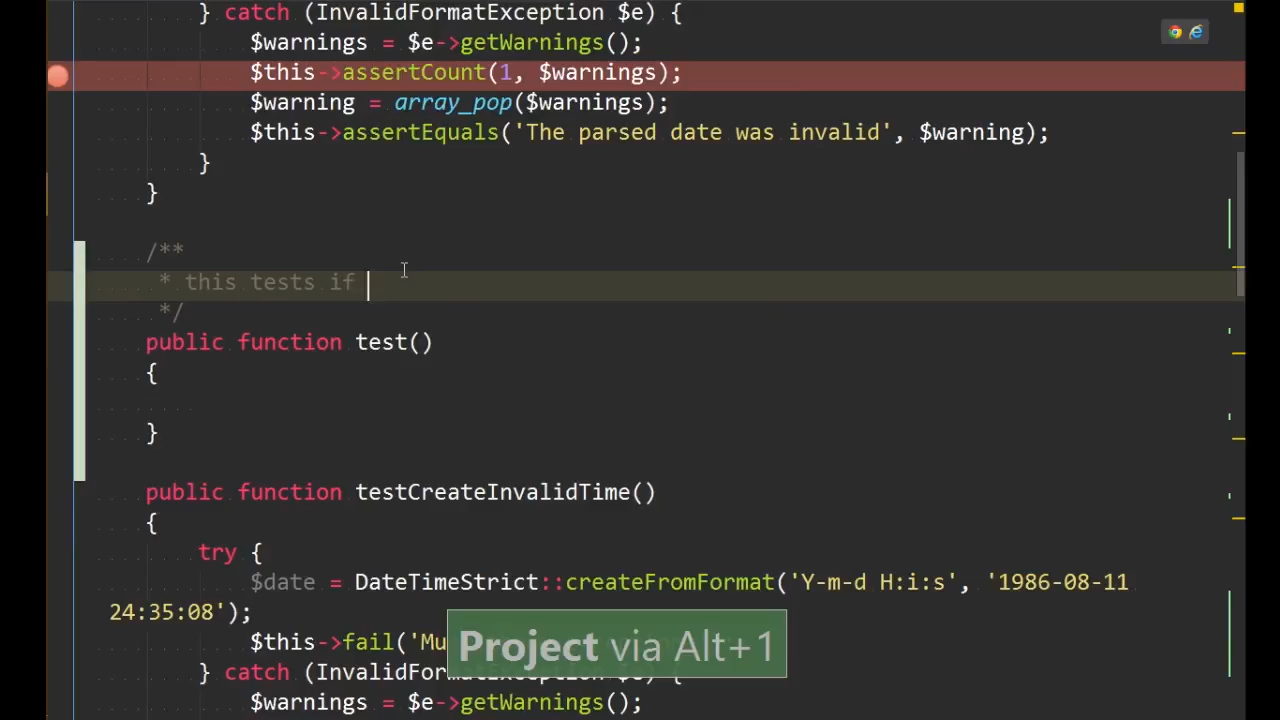 } catch (InvalidFormatException $e) {
$warnings = $e->getWarnings();
$this->assertCount(1, $warnings);
$warning = array_pop($warnings);
$this->assertEquals('The parsed date was invalid', $warning);
}
}
/**
* this tests if
*/
public function test()
{
}
public function testCreateInvalidTime()
{
try {
$date = DateTimeStrict::createFromFormat('Y-m-d H:i:s', '1986-08-11
24:35:08');
$this->fail('Mu
Project via Alt+1
} catch (InvalidFormatException $e) {
$warnings = $e->getWarnings();